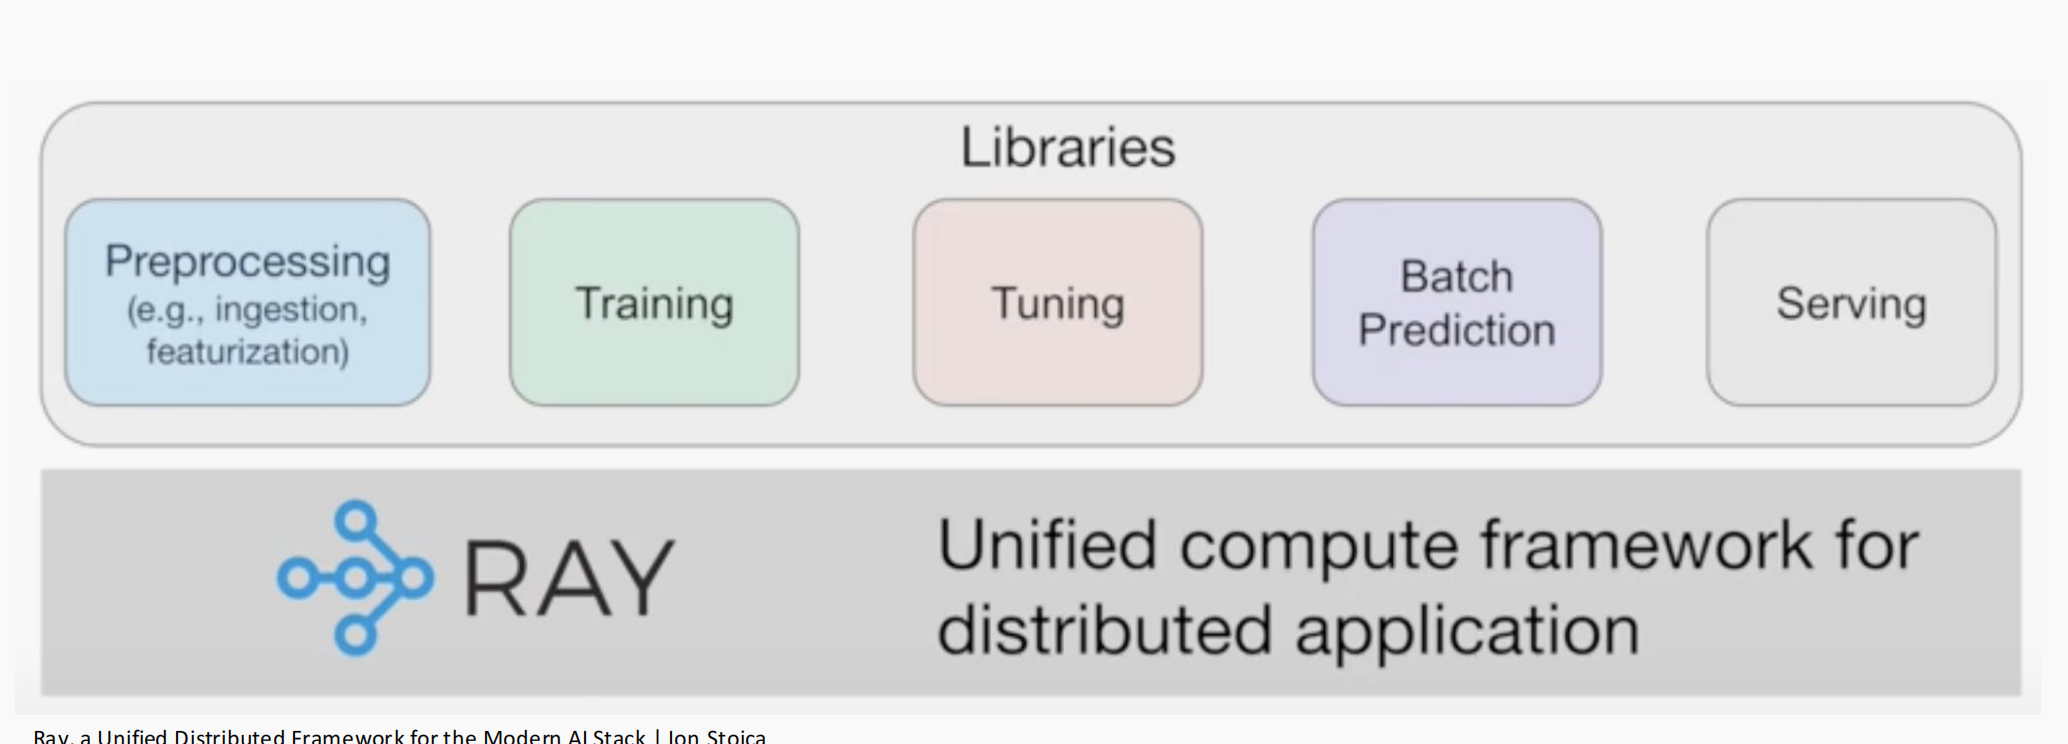 Libraries
Preprocessing
(e.g., ingestion,
featurization)
Training
Tuning
Batch
Prediction
Serving
RAY
Unified compute framework for
distributed application
Ray, a Unified Distributed Framework for the Modern AI Stack | Ion Stoica